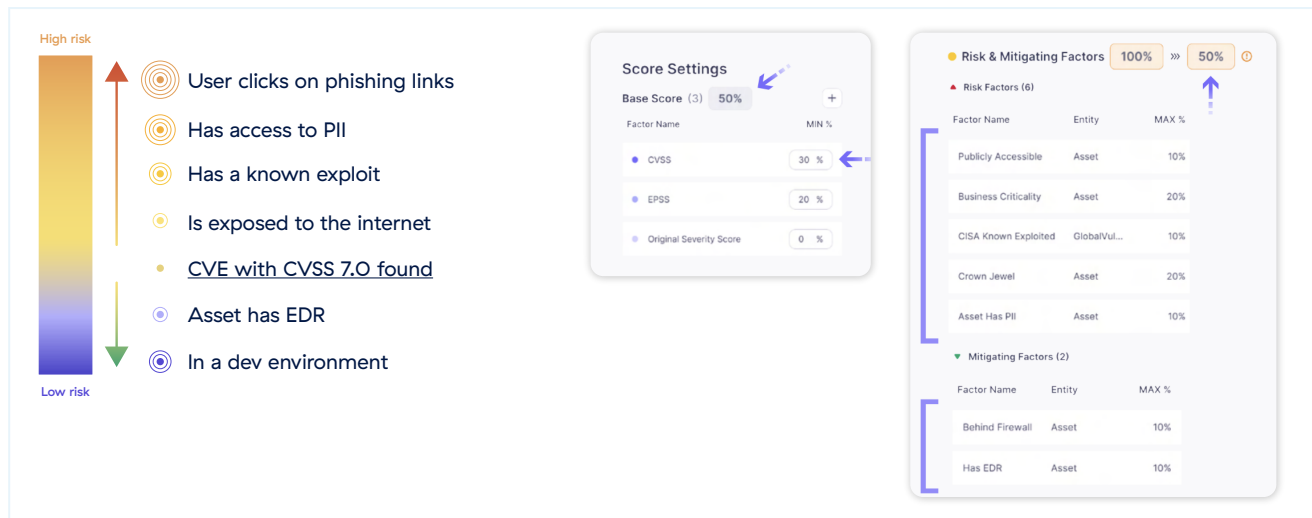 High risk
User clicks on phishing links
Has access to PII
Has a known exploit
Is exposed to the internet
CVE with CVSS 7.0 found
Asset has EDR
In a dev environment
Low risk
Score Settings
Base Score (3) 50% +
Factor Name MIN %
CVSS 30 %
EPSS 20 %
Original Severity Score 0 %
Risk & Mitigating Factors 100% »» 50%
Risk Factors (6)
Factor Name Entity MAX %
Publicly Accessible Asset 10%
Business Criticality Asset 20%
CISA Known Exploited GlobalVul... 10%
Crown Jewel Asset 20%
Asset Has PII Asset 10%
Mitigating Factors (2)
Factor Name Entity MAX %
Behind Firewall Asset 10%
Has EDR Asset 10%